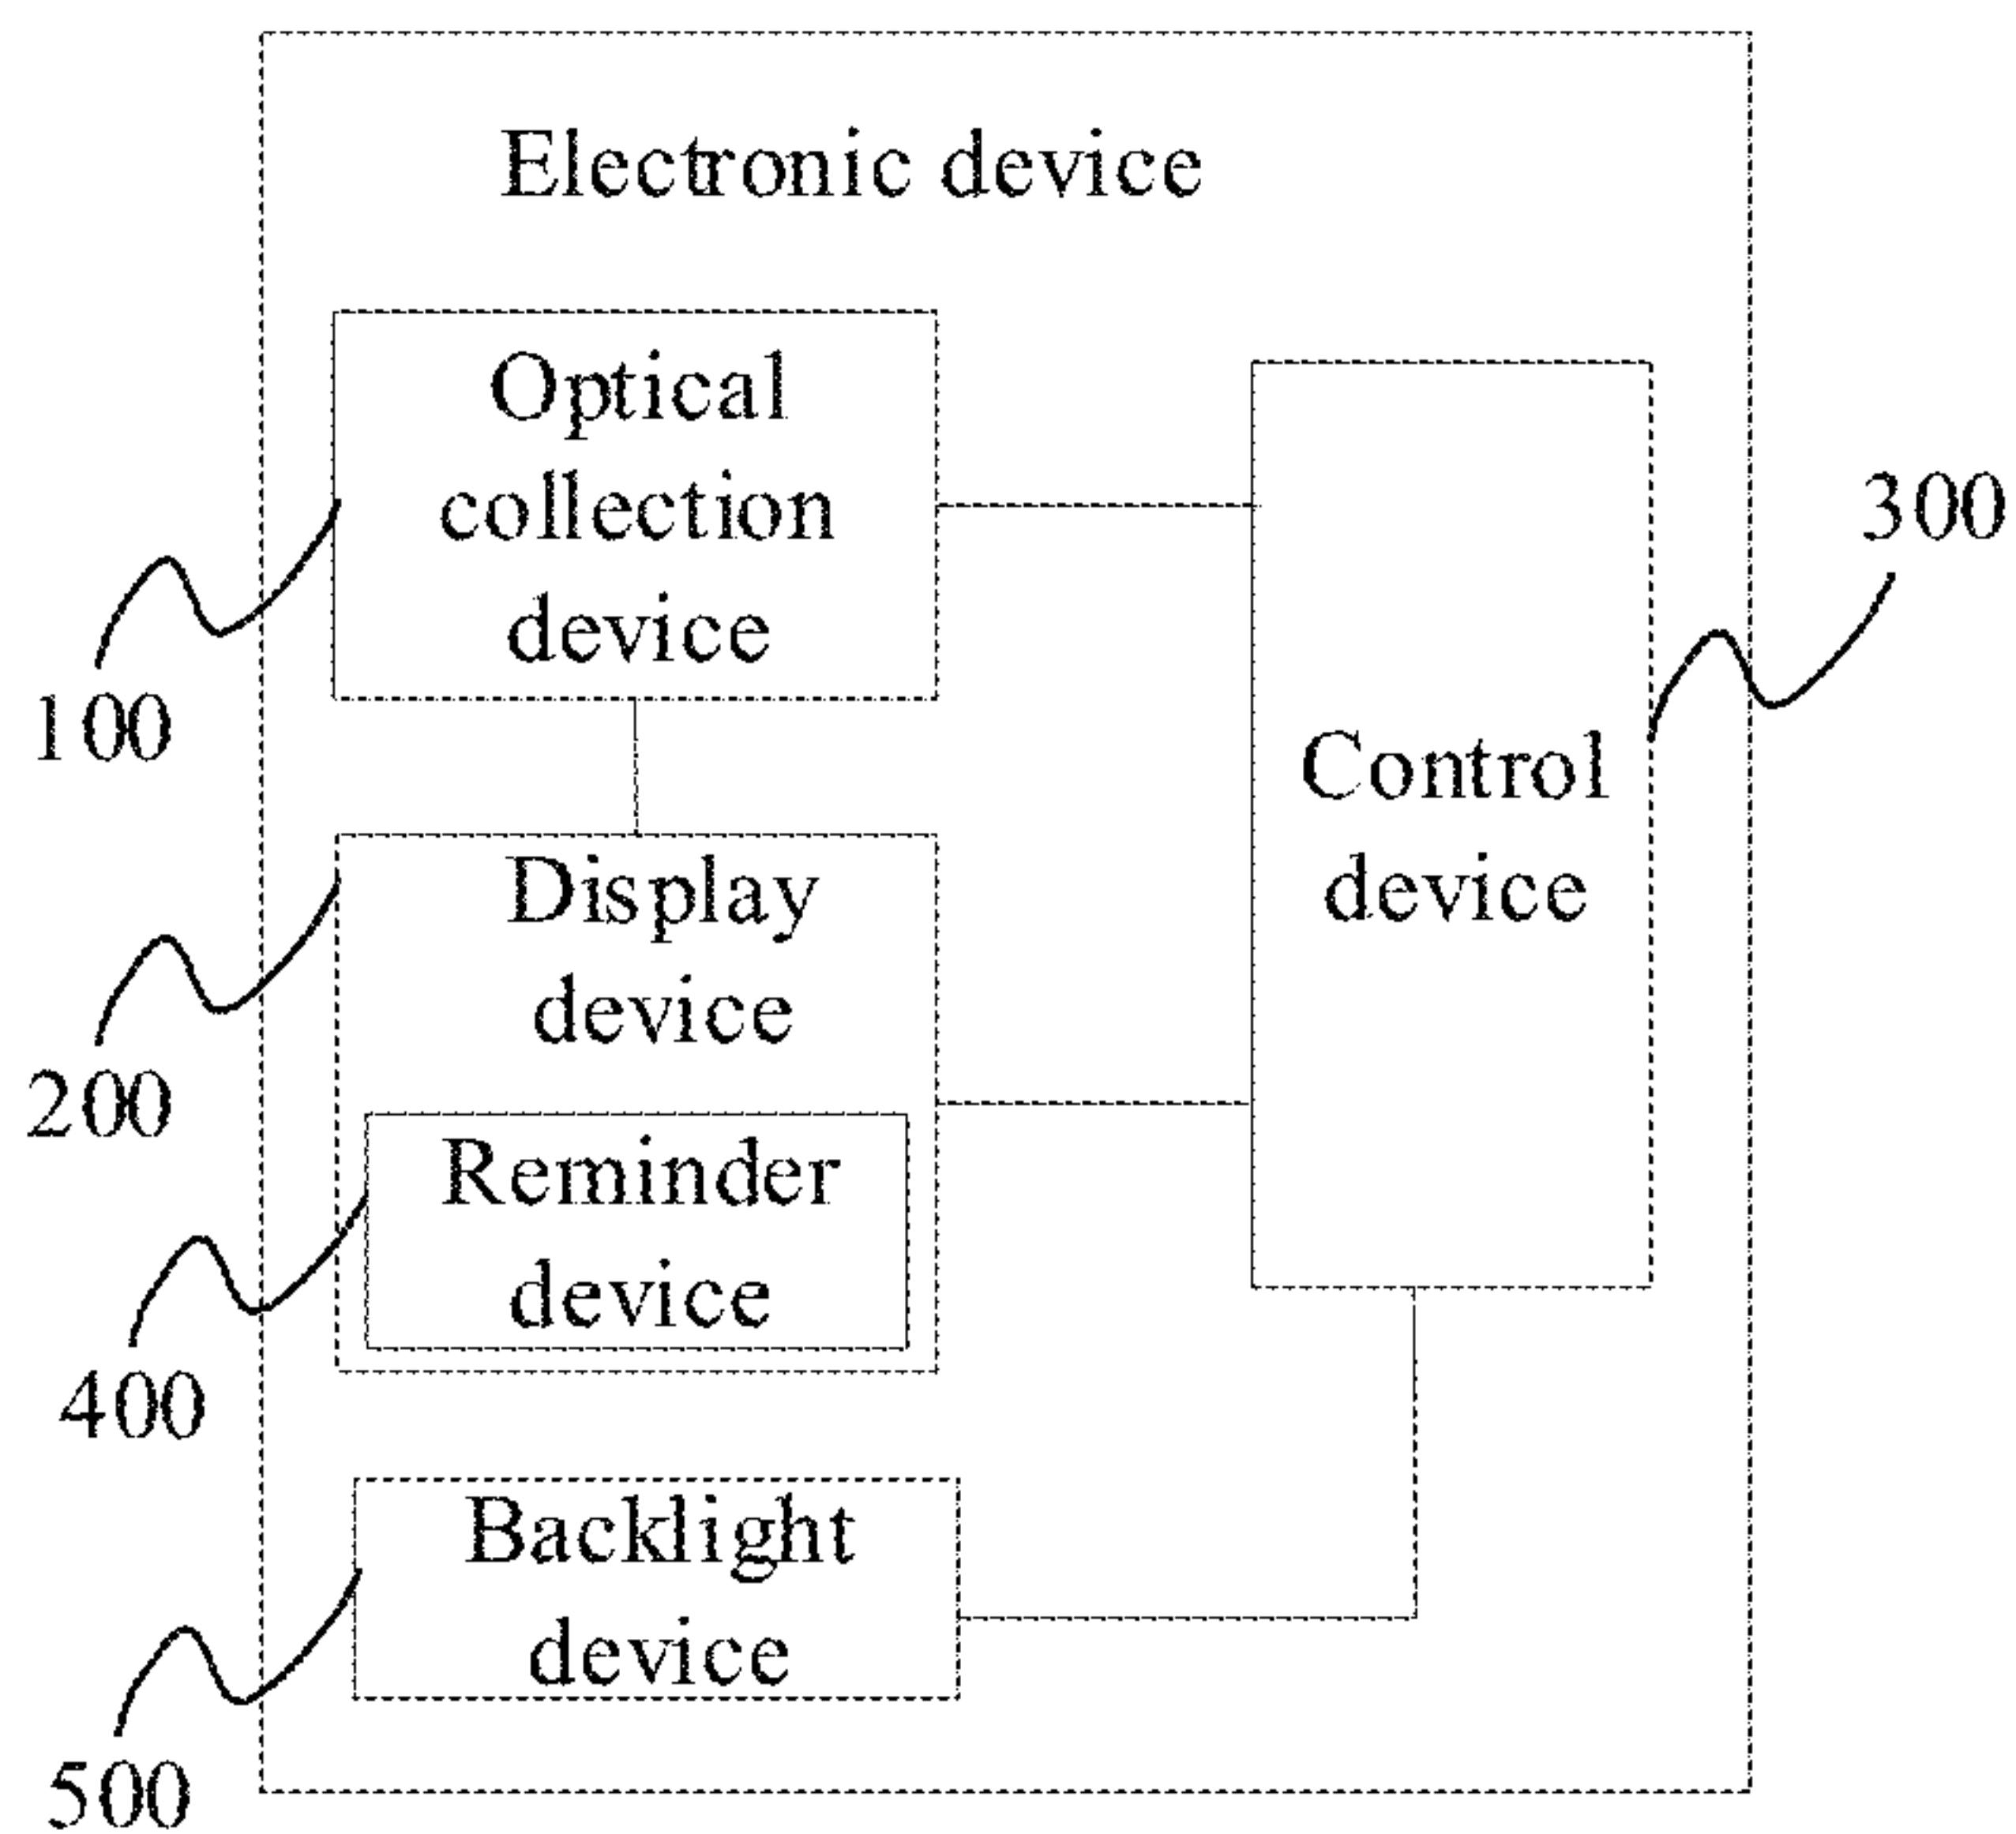 Electronic device
Optical
collection
device
100
300
Control
device
Display
device
200
Reminder
device
400
Backlight
device
500